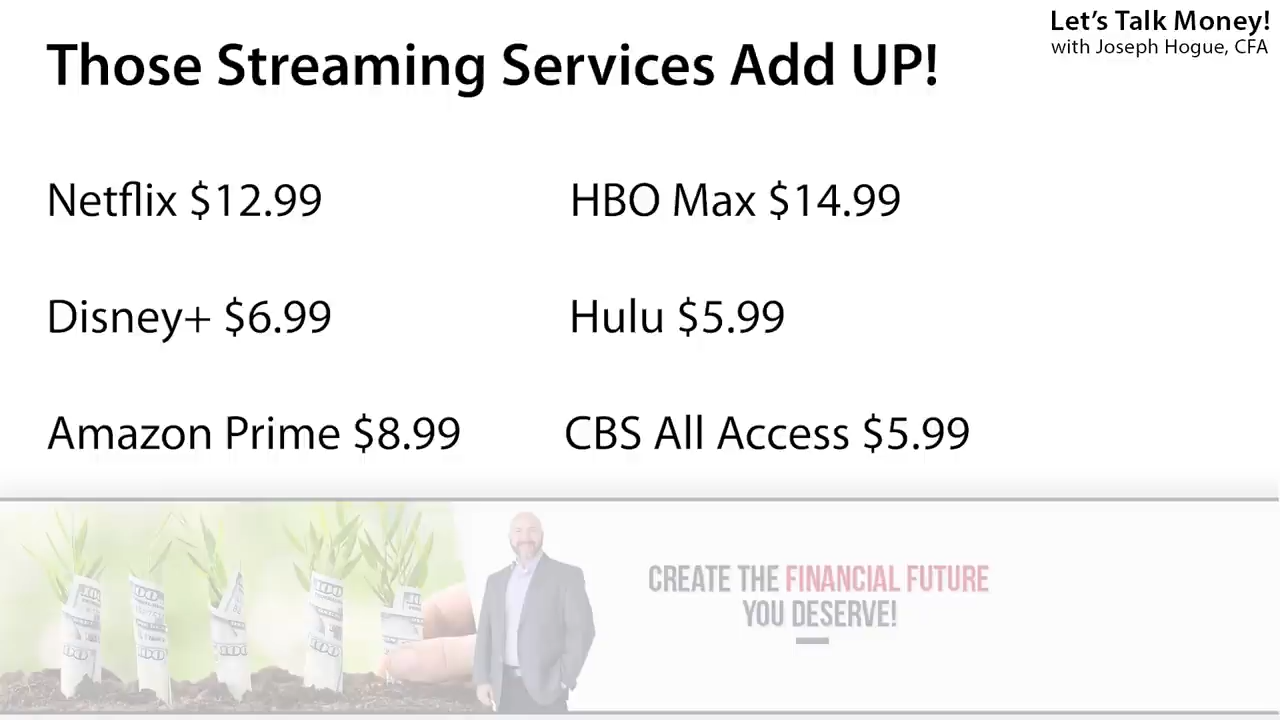 Let's Talk Money!
with Joseph Hogue, CFA
Those Streaming Services Add UP!
Netflix $12.99
HBO Max $14.99
Disney+ $6.99
Hulu $5.99
Amazon Prime $8.99
CBS All Access $5.99
CREATE THE FINANCIAL FUTURE
YOU DESERVE!